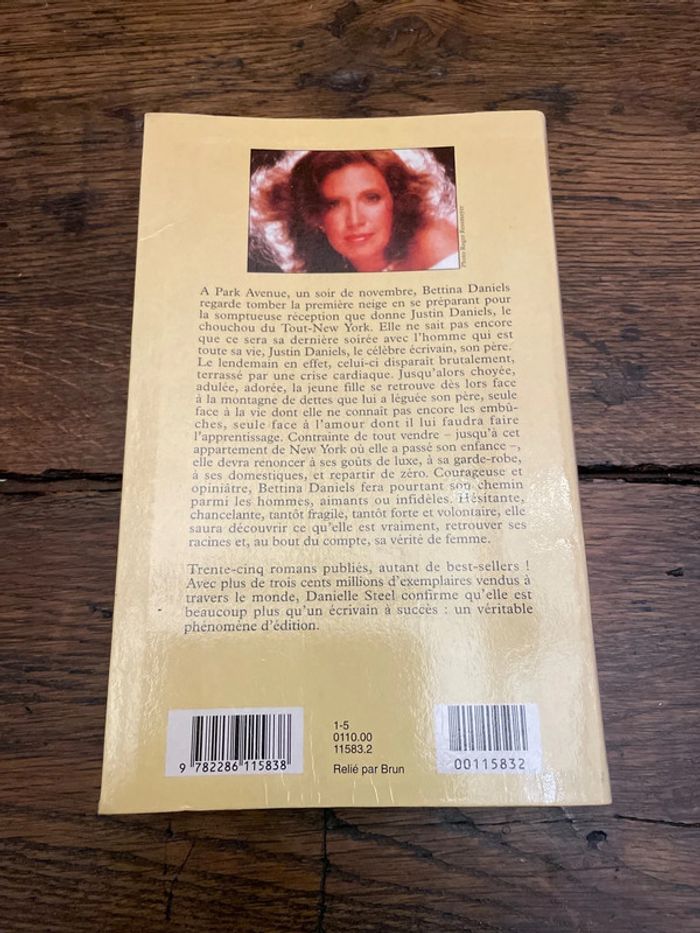 Photo Roger Ressmeyer
A Park Avenue, un soir de novembre, Bettina Daniels
regarde tomber la première neige en se préparant pour
la somptueuse réception que donne Justin Daniels, le
chouchou du Tout-New York. Elle ne sait pas encore
que ce sera sa dernière soirée avec l'homme qui est
toute sa vie, Justin Daniels, le célèbre écrivain, son père.
Le lendemain en effet, celui-ci disparaît brutalement,
terrassé par une crise cardiaque. Jusqu'alors choyée,
adulée, adorée, la jeune fille se retrouve dès lors face
à la montagne de dettes que lui a léguée son père, seule
face à la vie dont elle ne connaît pas encore les embû-
ches, seule face à l'amour dont il lui faudra faire
l'apprentissage. Contrainte de tout vendre – jusqu'à cet
appartement de New York où elle a passé son enfance –,
elle devra renoncer à ses goûts de luxe, à sa garde-robe,
à ses domestiques, et repartir de zéro. Courageuse et
opiniâtre, Bettina Daniels fera pourtant son chemin
parmi les hommes, aimants ou infidèles. Hésitante,
chancelante, tantôt fragile, tantôt forte et volontaire, elle
saura découvrir ce qu'elle est vraiment, retrouver ses
racines et, au bout du compte, sa vérité de femme.
Trente-cinq romans publiés, autant de best-sellers !
Avec plus de trois cents millions d'exemplaires vendus à
travers le monde, Danielle Steel confirme qu'elle est
beaucoup plus qu'un écrivain à succès : un véritable
phénomène d'édition.
9 782286 115838
1-5
0110.00
11583.2
Relié par Brun
00115832